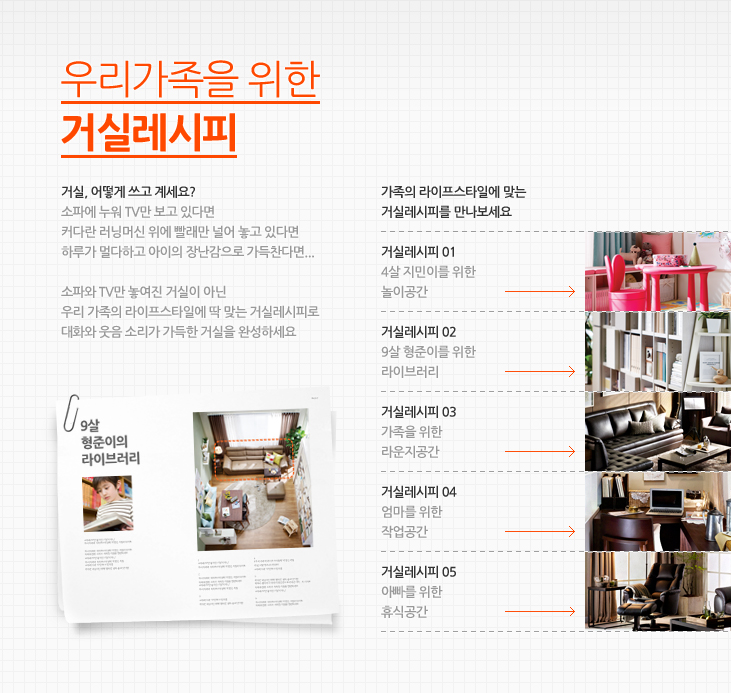 우리가족을 위한
거실레시피
거실, 어떻게 쓰고 계세요?
소파에 누워 TV만 보고 있다면
커다란 러닝머신 위에 빨래만 널어 놓고 있다면
하루가 멀다하고 아이의 장난감으로 가득찬다면...
소파와 TV만 놓여진 거실이 아닌
우리 가족의 라이프스타일에 딱 맞는 거실레시피로
대화와 웃음 소리가 가득한 거실을 완성하세요
9살
형준이의
라이브러리
가족의 라이프스타일에 맞는
거실레시피를 만나보세요
거실레시피 01
4살 지민이를 위한
놀이공간
거실레시피 02
9살 형준이를 위한
라이브러리
거실레시피 03
가족을 위한
라운지공간
거실레시피 04
엄마를 위한
작업공간
거실레시피 05
아빠를 위한
휴식공간